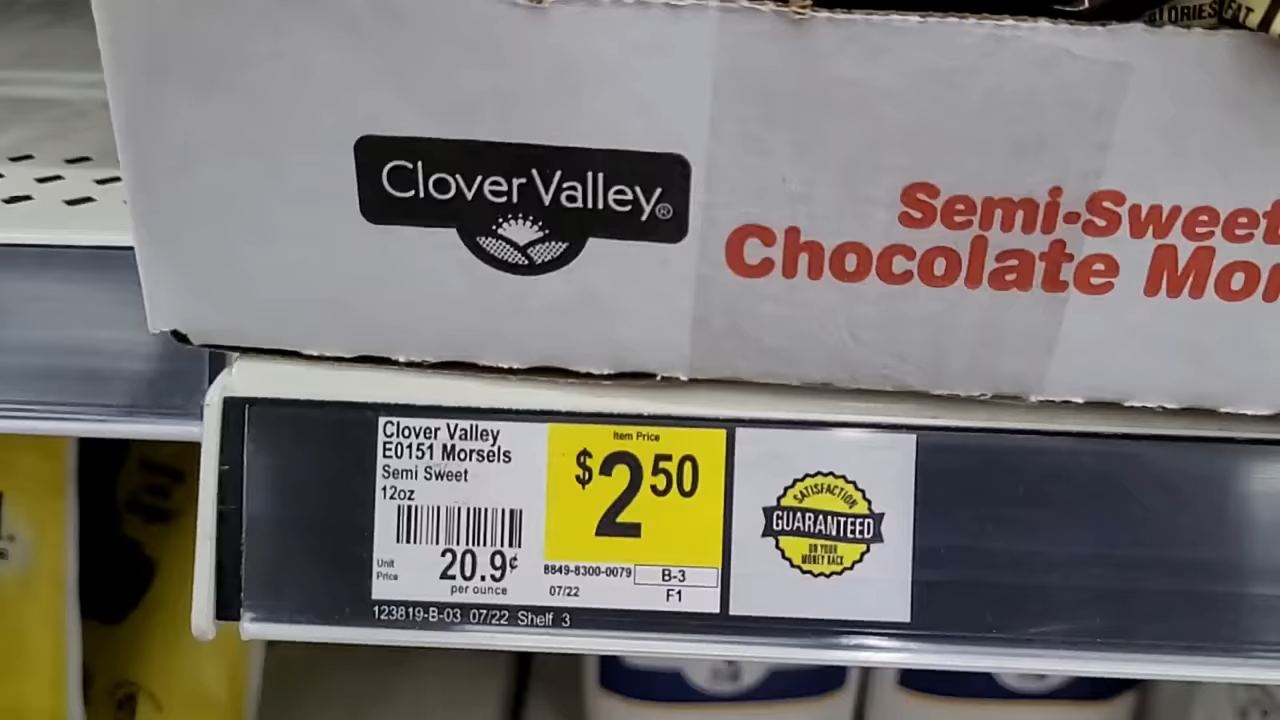 CALORIES FAT
Clover Valley®
Semi-Sweet
Chocolate
Clover Valley
E0151 Morsels
Semi Sweet
12oz
Unit
Price
20.9¢
per ounce
Item Price
$2.50
8849-8300-0079
B-3
07/22
F1
123819-B-03 07/22 Shelf 3
SATISFACTION
GUARANTEED
OR YOUR
MONEY BACK